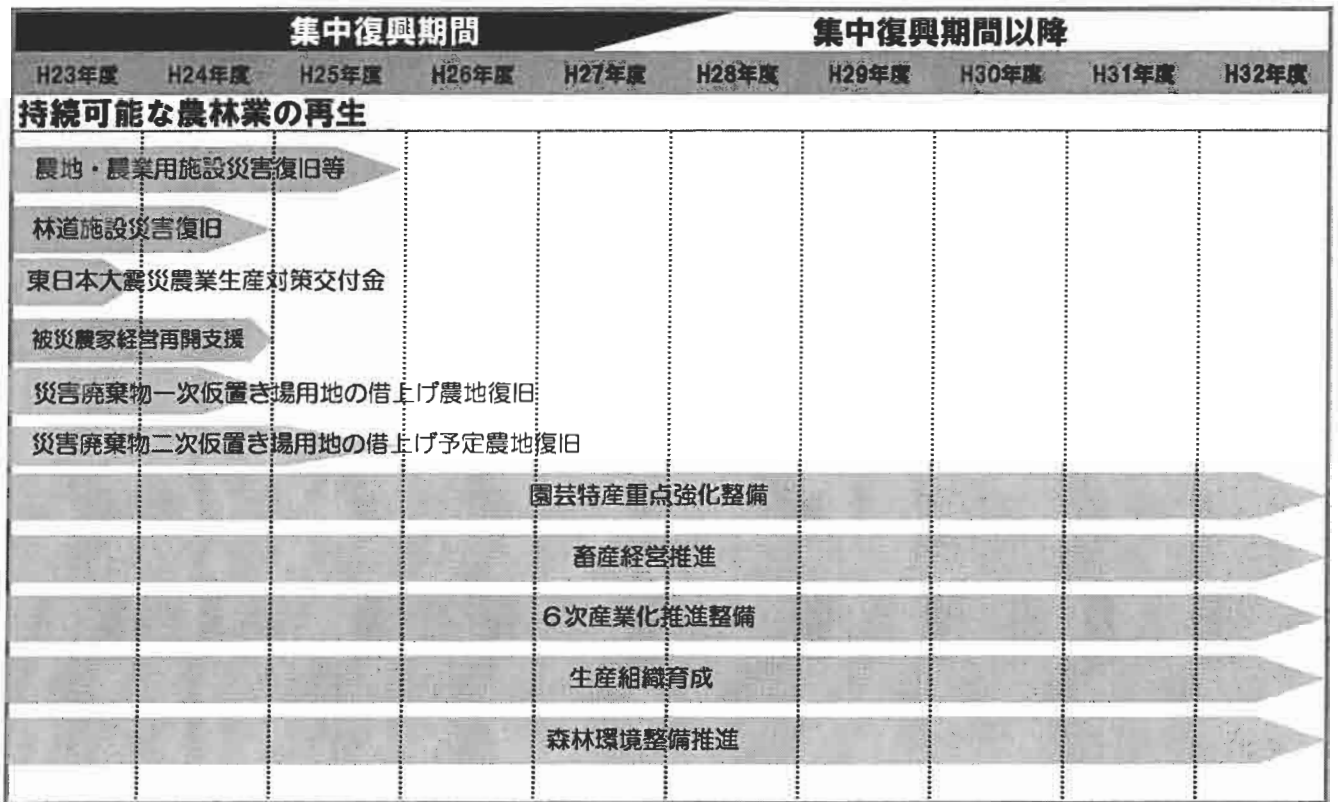 集中復興期間 集中復興期間以降
H23年度 H24年度 H25年度 H26年度 H27年度 H28年度 H29年度 H30年度 H31年度 H32年度
持続可能な農林業の再生
農地・農業用施設災害復旧等
林道施設災害復旧
東日本大震災農業生産対策交付金
被災農家経営再開支援
災害廃棄物一次仮置き場用地の借上げ農地復旧
災害廃棄物二次仮置き場用地の借上げ予定農地復旧
園芸特産重点強化整備
畜産経営推進
6次産業化推進整備
生産組織育成
森林環境整備推進